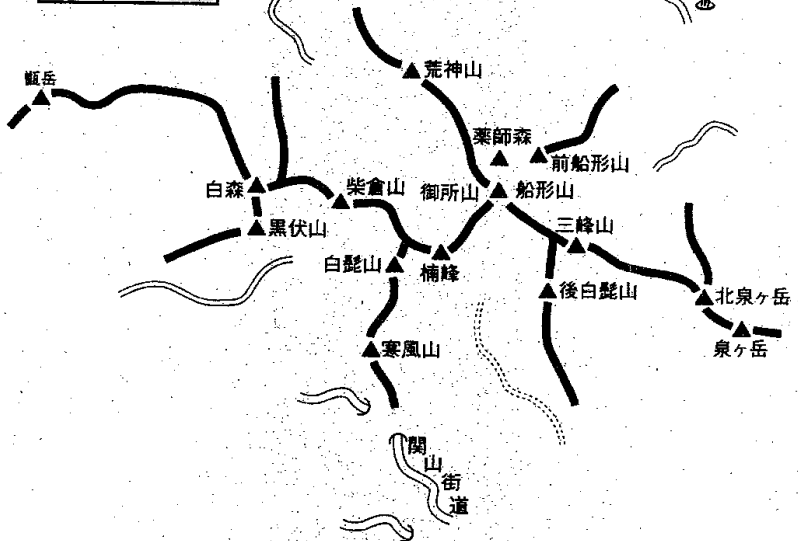 荒神山
甑岳
薬師森
前船形山
白森
柴倉山
御所山
船形山
黒伏山
三峰山
白髭山
楠峰
後白髭山
北泉ヶ岳
泉ヶ岳
寒風山
関山街道